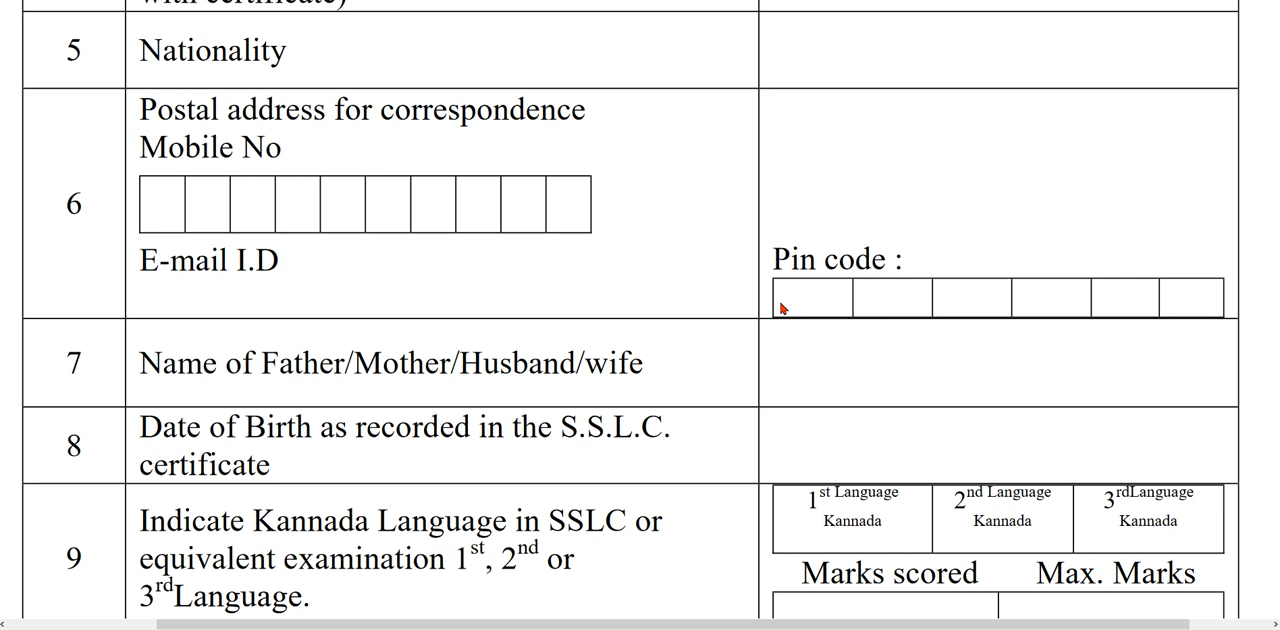 5 Nationality
Postal address for correspondence
Mobile No
6
E-mail I.D
Pin code :
7 Name of Father/Mother/Husband/wife
8 Date of Birth as recorded in the S.S.L.C.
certificate
9 Indicate Kannada Language in SSLC or
equivalent examination 1st, 2nd or
3rdLanguage.
1st Language 2nd Language 3rdLanguage
Kannada Kannada Kannada
Marks scored Max. Marks